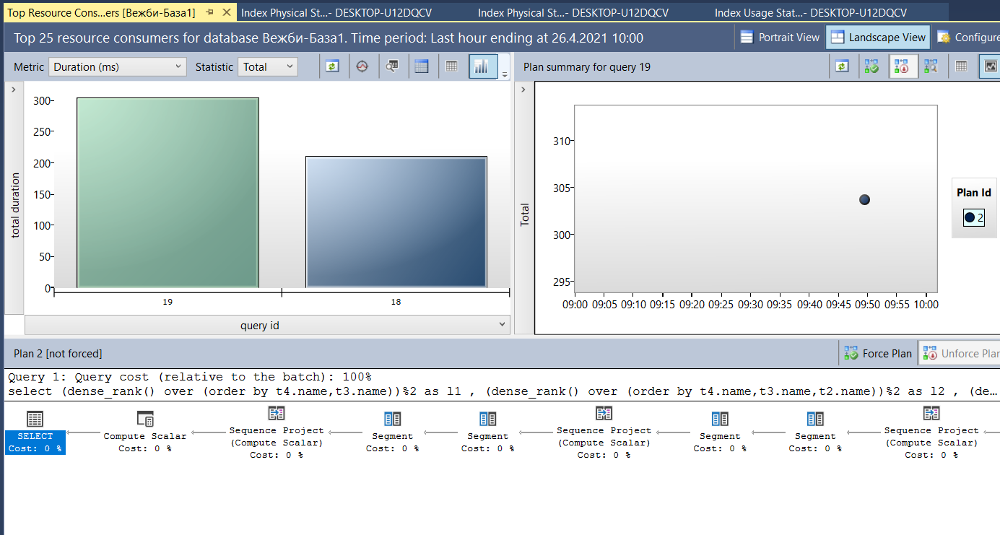 Top Resource Cons...ers [Вежби-База1]
Index Physical St...- DESKTOP-U12DQCV
Index Physical St...- DESKTOP-U12DQCV
Index Usage Stat...- DESKTOP-U12DQCV
Top 25 resource consumers for database Вежби-База1. Time period: Last hour ending at 26.4.2021 10:00
Portrait View
Landscape View
Configure
Metric Duration (ms) Statistic Total
Plan summary for query 19
total duration
300
250
200
150
100
50
0
19 18
query id
Total
310
305
300
295
09:00 09:05 09:10 09:15 09:20 09:25 09:30 09:35 09:40 09:45 09:50 09:55 10:00
Plan Id
2
Plan 2 [not forced]
Force Plan
Unforce Plan
Query 1: Query cost (relative to the batch): 100%
select (dense_rank() over (order by t4.name,t3.name))%2 as l1 , (dense_rank() over (order by t4.name,t3.name,t2.name))%2 as l2 , (de…
SELECT
Cost: 0 %
Compute Scalar
Cost: 0 %
Sequence Project
(Compute Scalar)
Cost: 0 %
Segment
Cost: 0 %
Segment
Cost: 0 %
Sequence Project
(Compute Scalar)
Cost: 0 %
Segment
Cost: 0 %
Segment
Cost: 0 %
Sequence Project
(Compute Scalar)
Cost: 0 %